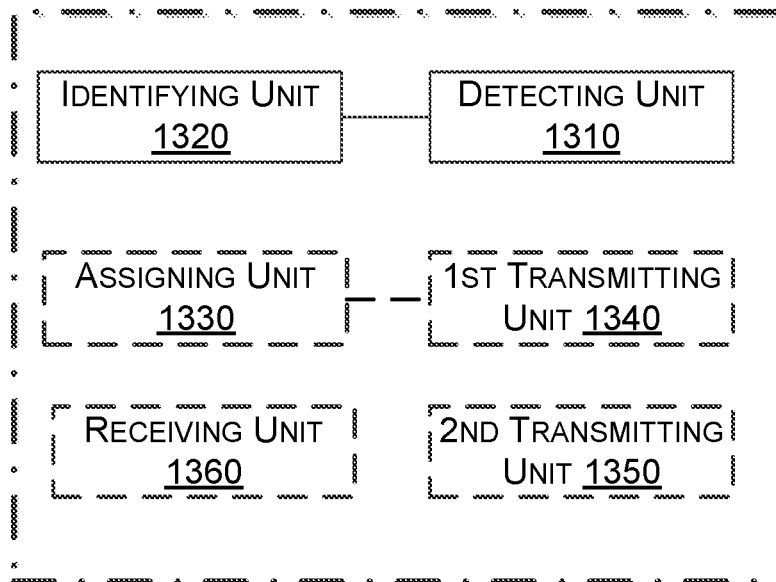 IDENTIFYING UNIT
1320
DETECTING UNIT
1310
ASSIGNING UNIT
1330
1ST TRANSMITTING
UNIT 1340
RECEIVING UNIT
1360
2ND TRANSMITTING
UNIT 1350